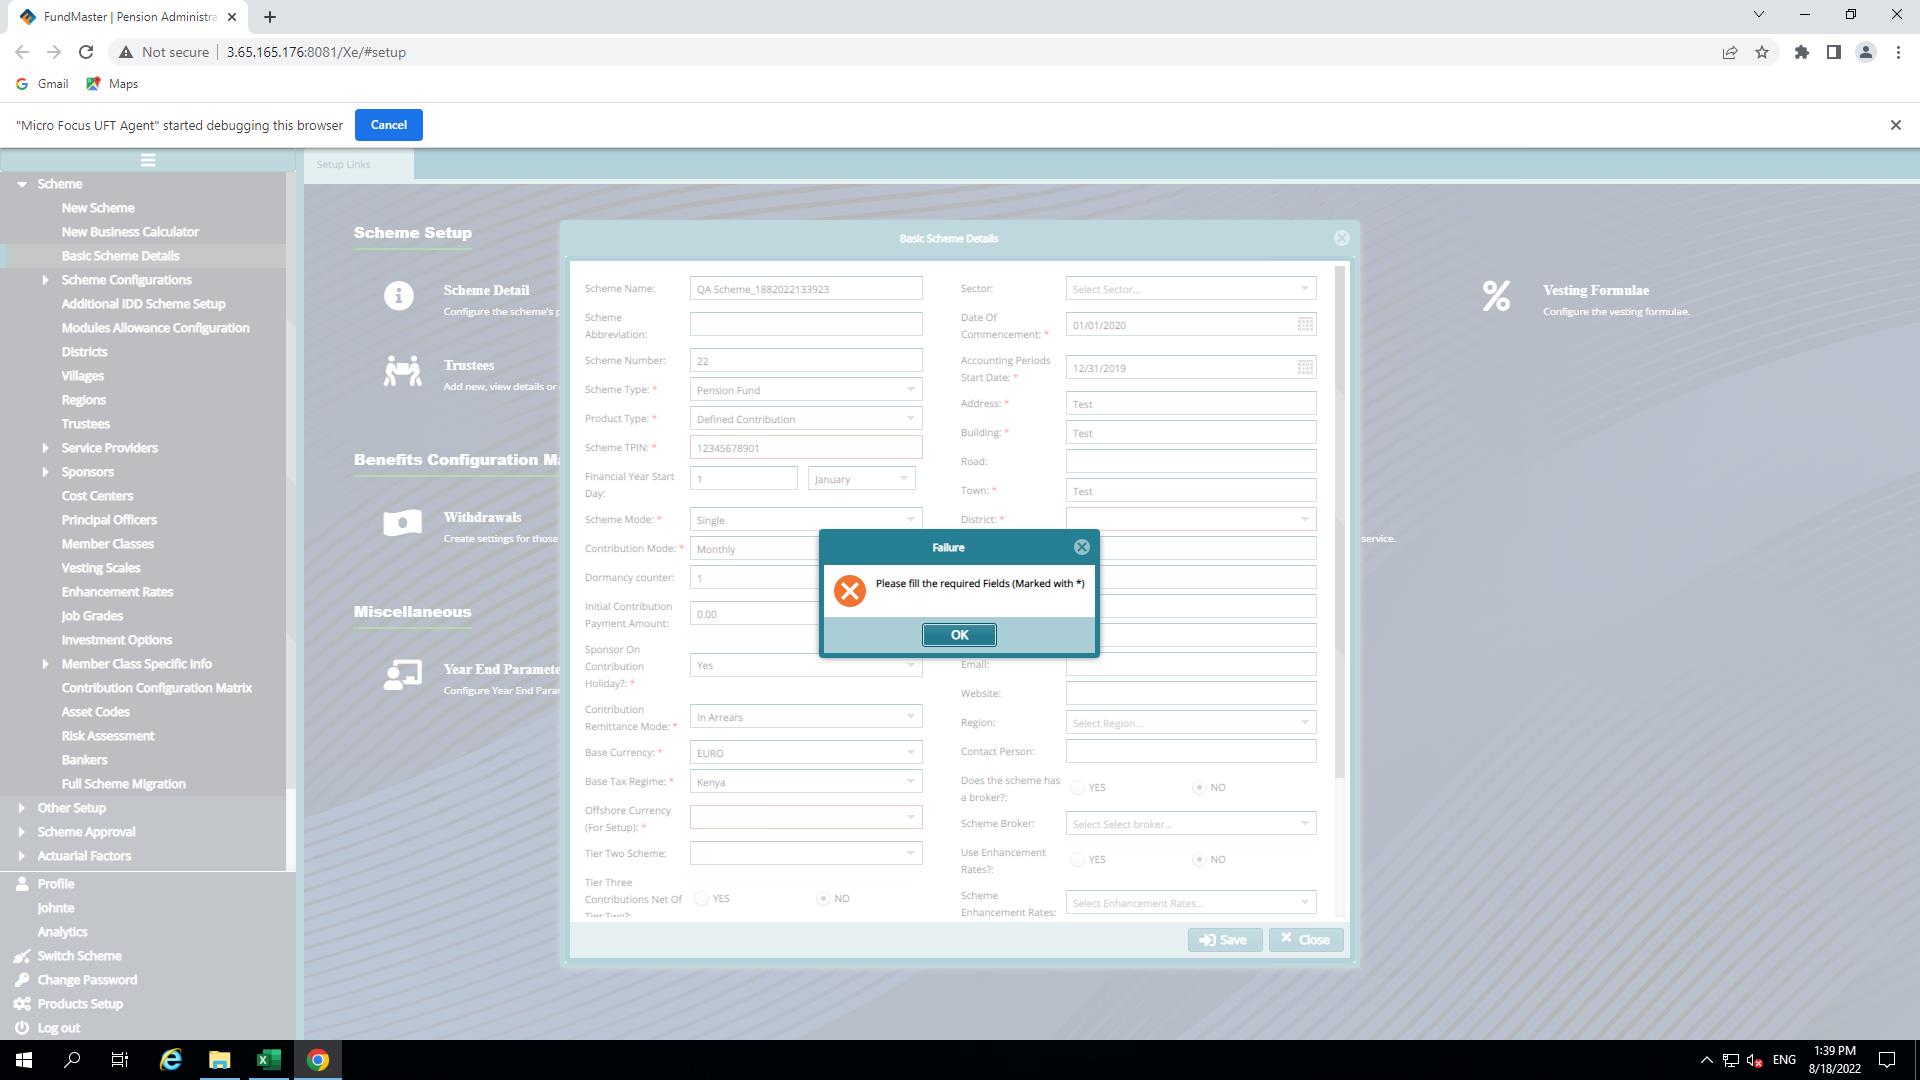 FundMaster | Pension Administra
Not secure
3.65.165.176:8081/Xe/#setup
Gmail
Maps
"Micro Focus UFT Agent" started debugging this browser
Cancel
Scheme
New Scheme
New Business Calculator
Basic Scheme Details
Scheme Configurations
Additional IDD Scheme Setup
Modules Allowance Configuration
Districts
Villages
Regions
Trustees
Service Providers
Sponsors
Cost Centers
Principal Officers
Member Classes
Vesting Scales
Enhancement Rates
Job Grades
Investment Options
Member Class Specific Info
Contribution Configuration Matrix
Asset Codes
Risk Assessment
Bankers
Full Scheme Migration
Other Setup
Scheme Approval
Actuarial Factors
Profile
Johnte
Analytics
Switch Scheme
Change Password
Products Setup
Log out
Setup Links
Scheme Setup
Scheme Detail
Configure the scheme's p
Trustees
Add new, view details or
Benefits Configuration Ma
Withdrawals
Create settings for those
Miscellaneous
Year End Paramete
Configure Year End Para
Vesting Formulae
Configure the vesting formulae.
service.
Basic Scheme Details
Scheme Name:
QA Scheme_1882022133923
Scheme
Abbreviation:
Scheme Number:
22
Scheme Type: *
Pension Fund
Product Type: *
Defined Contribution
Scheme TPIN: *
12345678901
Financial Year Start
Day:
1
January
Scheme Mode: *
Single
Contribution Mode: *
Monthly
Dormancy counter:
1
Initial Contribution
Payment Amount:
0.00
Sponsor On
Contribution
Holiday?: *
Yes
Contribution
Remittance Mode: *
In Arrears
Base Currency: *
EURO
Base Tax Regime: *
Kenya
Offshore Currency
(For Setup): *
Tier Two Scheme:
Tier Three
Contributions Net Of
Tier Two?:
YES
NO
Sector:
Select Sector...
Date Of
Commencement: *
01/01/2020
Accounting Periods
Start Date: *
12/31/2019
Address: *
Test
Building: *
Test
Road:
Town: *
Test
District: *
Email:
Website:
Region:
Select Region...
Contact Person:
Does the scheme has
a broker?:
YES
NO
Scheme Broker:
Select Select broker...
Use Enhancement
Rates?:
YES
NO
Scheme
Enhancement Rates:
Select Enhancement Rates...
Save
Close
Failure
Please fill the required Fields (Marked with *)
OK
ENG
1:39 PM
8/18/2022